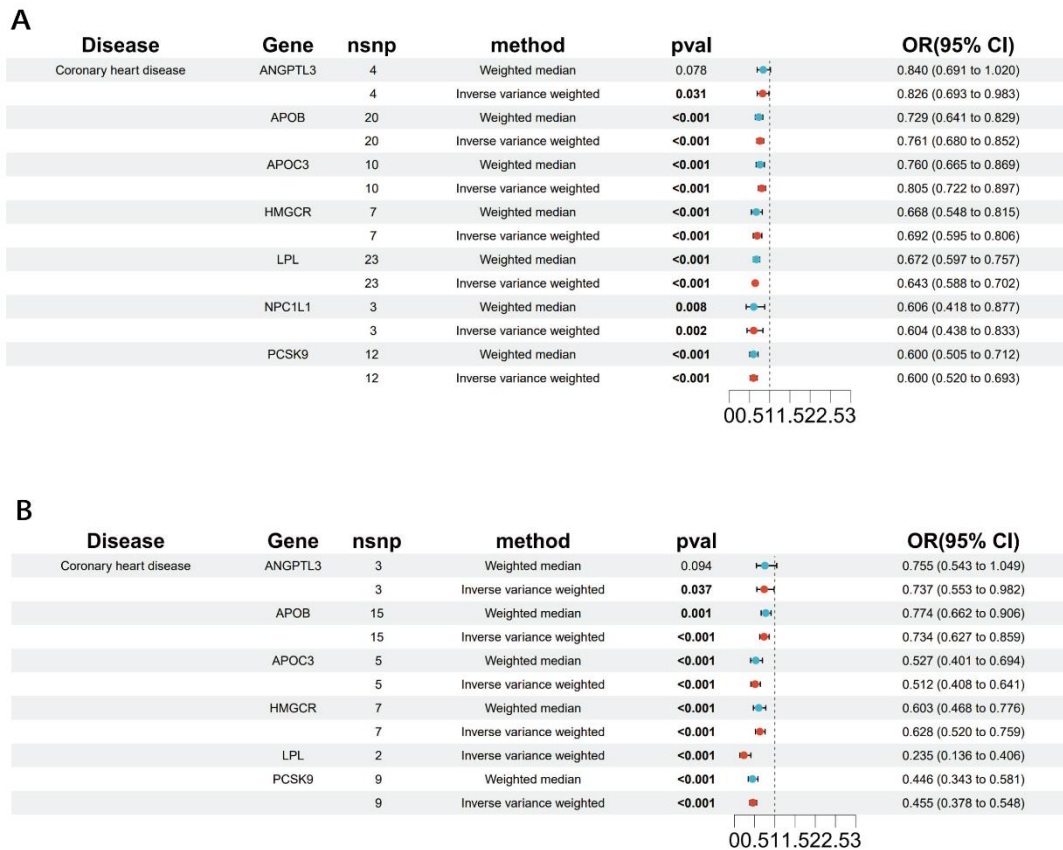 A
Disease Gene nsnp method pval OR(95% CI)
Coronary heart disease ANGPTL3 4 Weighted median 0.078 0.840 (0.691 to 1.020)
4 Inverse variance weighted 0.031 0.826 (0.693 to 0.983)
APOB 20 Weighted median <0.001 0.729 (0.641 to 0.829)
20 Inverse variance weighted <0.001 0.761 (0.680 to 0.852)
APOC3 10 Weighted median <0.001 0.760 (0.665 to 0.869)
10 Inverse variance weighted <0.001 0.805 (0.722 to 0.897)
HMGCR 7 Weighted median <0.001 0.668 (0.548 to 0.815)
7 Inverse variance weighted <0.001 0.692 (0.595 to 0.806)
LPL 23 Weighted median <0.001 0.672 (0.597 to 0.757)
23 Inverse variance weighted <0.001 0.643 (0.588 to 0.702)
NPC1L1 3 Weighted median 0.008 0.606 (0.418 to 0.877)
3 Inverse variance weighted 0.002 0.604 (0.438 to 0.833)
PCSK9 12 Weighted median <0.001 0.600 (0.505 to 0.712)
12 Inverse variance weighted <0.001 0.600 (0.520 to 0.693)
00.511.522.53
B
Disease Gene nsnp method pval OR(95% CI)
Coronary heart disease ANGPTL3 3 Weighted median 0.094 0.755 (0.543 to 1.049)
3 Inverse variance weighted 0.037 0.737 (0.553 to 0.982)
APOB 15 Weighted median 0.001 0.774 (0.662 to 0.906)
15 Inverse variance weighted <0.001 0.734 (0.627 to 0.859)
APOC3 5 Weighted median <0.001 0.527 (0.401 to 0.694)
5 Inverse variance weighted <0.001 0.512 (0.408 to 0.641)
HMGCR 7 Weighted median <0.001 0.603 (0.468 to 0.776)
7 Inverse variance weighted <0.001 0.628 (0.520 to 0.759)
LPL 2 Inverse variance weighted <0.001 0.235 (0.136 to 0.406)
PCSK9 9 Weighted median <0.001 0.446 (0.343 to 0.581)
9 Inverse variance weighted <0.001 0.455 (0.378 to 0.548)
00.511.522.53